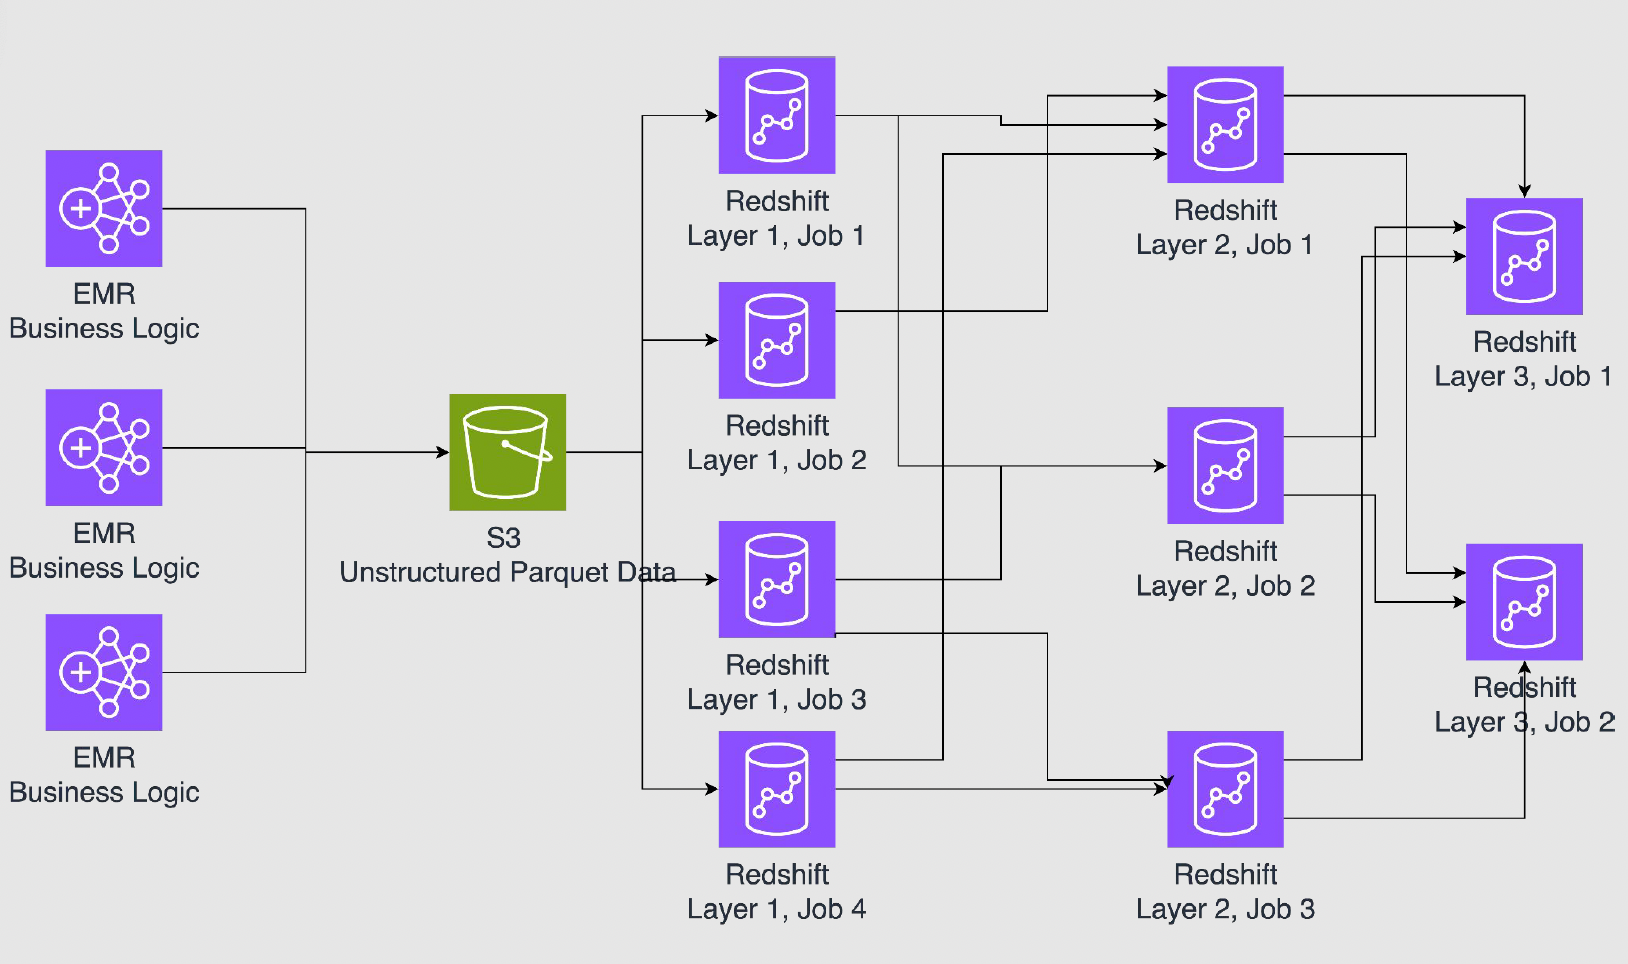 EMR
Business Logic
EMR
Business Logic
EMR
Business Logic
S3
Unstructured Parquet Data
Redshift
Layer 1, Job 1
Redshift
Layer 1, Job 2
Redshift
Layer 1, Job 3
Redshift
Layer 1, Job 4
Redshift
Layer 2, Job 1
Redshift
Layer 2, Job 2
Redshift
Layer 2, Job 3
Redshift
Layer 3, Job 1
Redshift
Layer 3, Job 2